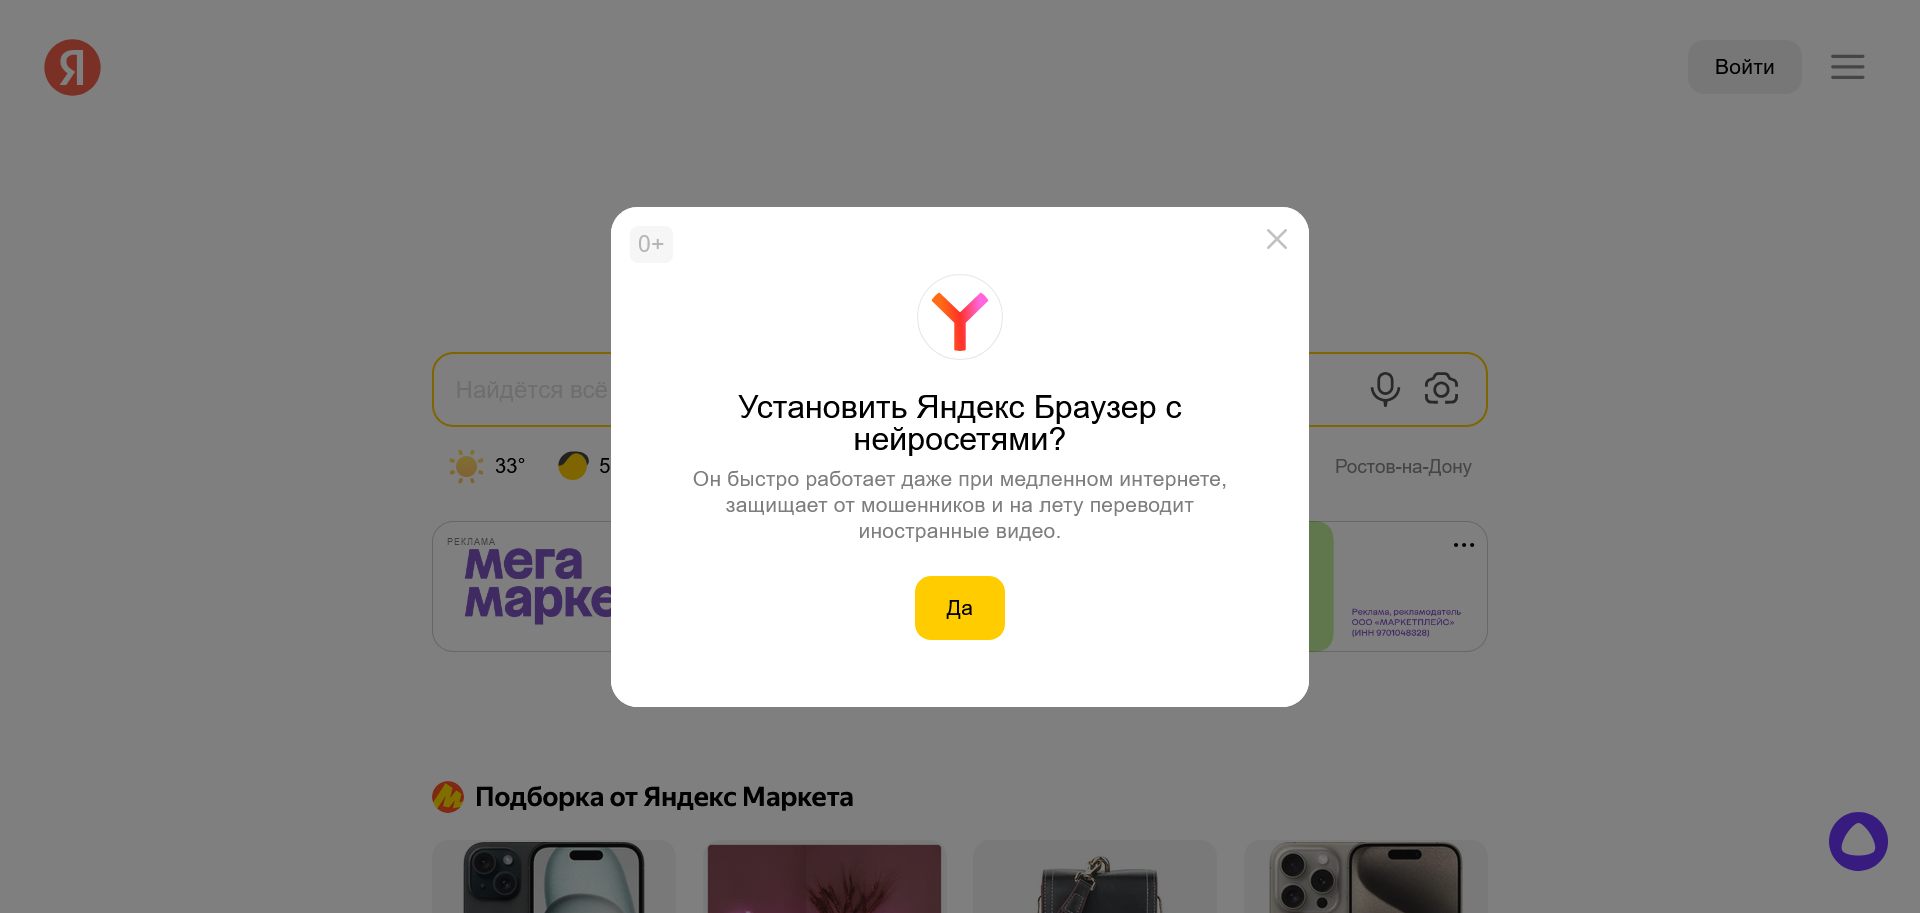 Я
Войти
0+
Установить Яндекс Браузер с
нейросетями?
Он быстро работает даже при медленном интернете,
защищает от мошенников и на лету переводит
иностранные видео.
Да
Найдётся всё
33°
5
Ростов-на-Дону
РЕКЛАМА
мега
марке
Реклама, рекламодатель
ООО «МАРКЕТПЛЕЙС»
(ИНН 9701048328)
Подборка от Яндекс Маркета